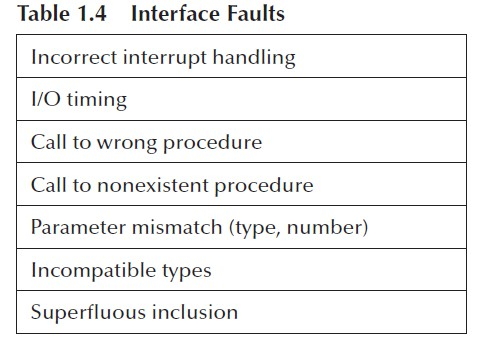 Table 1.4 Interface Faults
Incorrect interrupt handling
I/O timing
Call to wrong procedure
Call to nonexistent procedure
Parameter mismatch (type, number)
Incompatible types
Superfluous inclusion